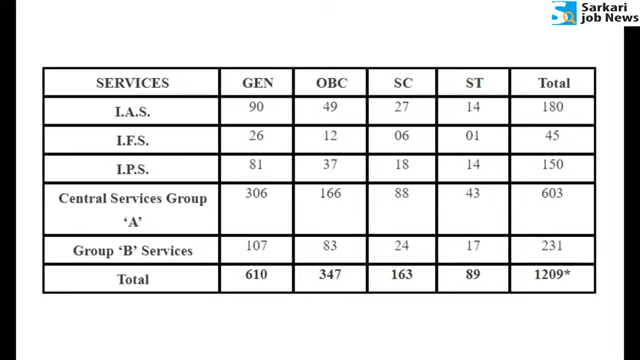 Sarkari
job News
SERVICES GEN OBC SC ST Total
I.A.S. 90 49 27 14 180
I.F.S. 26 12 06 01 45
I.P.S. 81 37 18 14 150
Central Services Group 306 166 88 43 603
‘A’
Group ‘B’ Services 107 83 24 17 231
Total 610 347 163 89 1209*